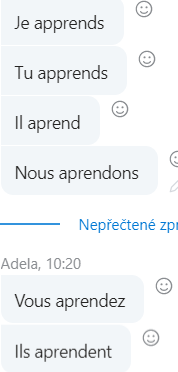 Je apprends
Tu apprends
Il aprend
Nous aprendons
Nepřečtené zpr
Adela, 10:20
Vous aprendez
Ils aprendent